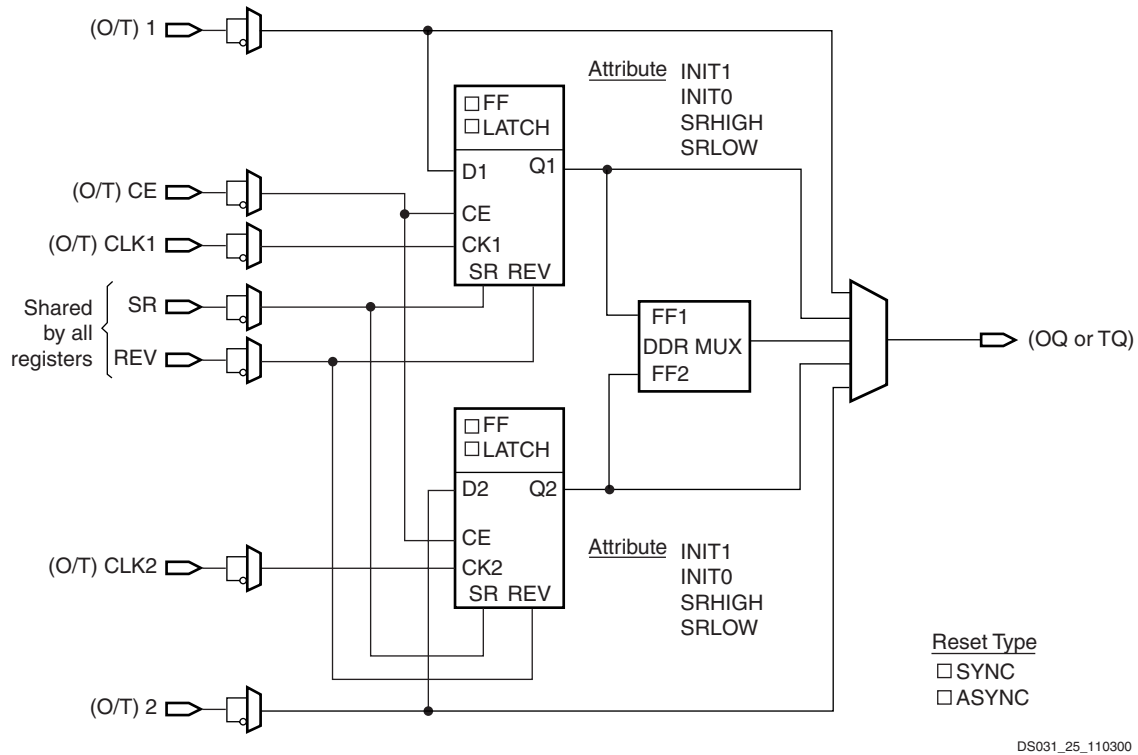 (O/T) 1
Attribute INIT1
INIT0
SRHIGH
SRLOW
FF
LATCH
D1 Q1
(O/T) CE
CE
(O/T) CLK1
CK1
SR REV
Shared
by all
registers
SR
REV
FF1
DDR MUX
FF2
(OQ or TQ)
FF
LATCH
D2 Q2
CE
(O/T) CLK2
CK2
SR REV
Attribute INIT1
INIT0
SRHIGH
SRLOW
Reset Type
SYNC
ASYNC
(O/T) 2
DS031_25_110300